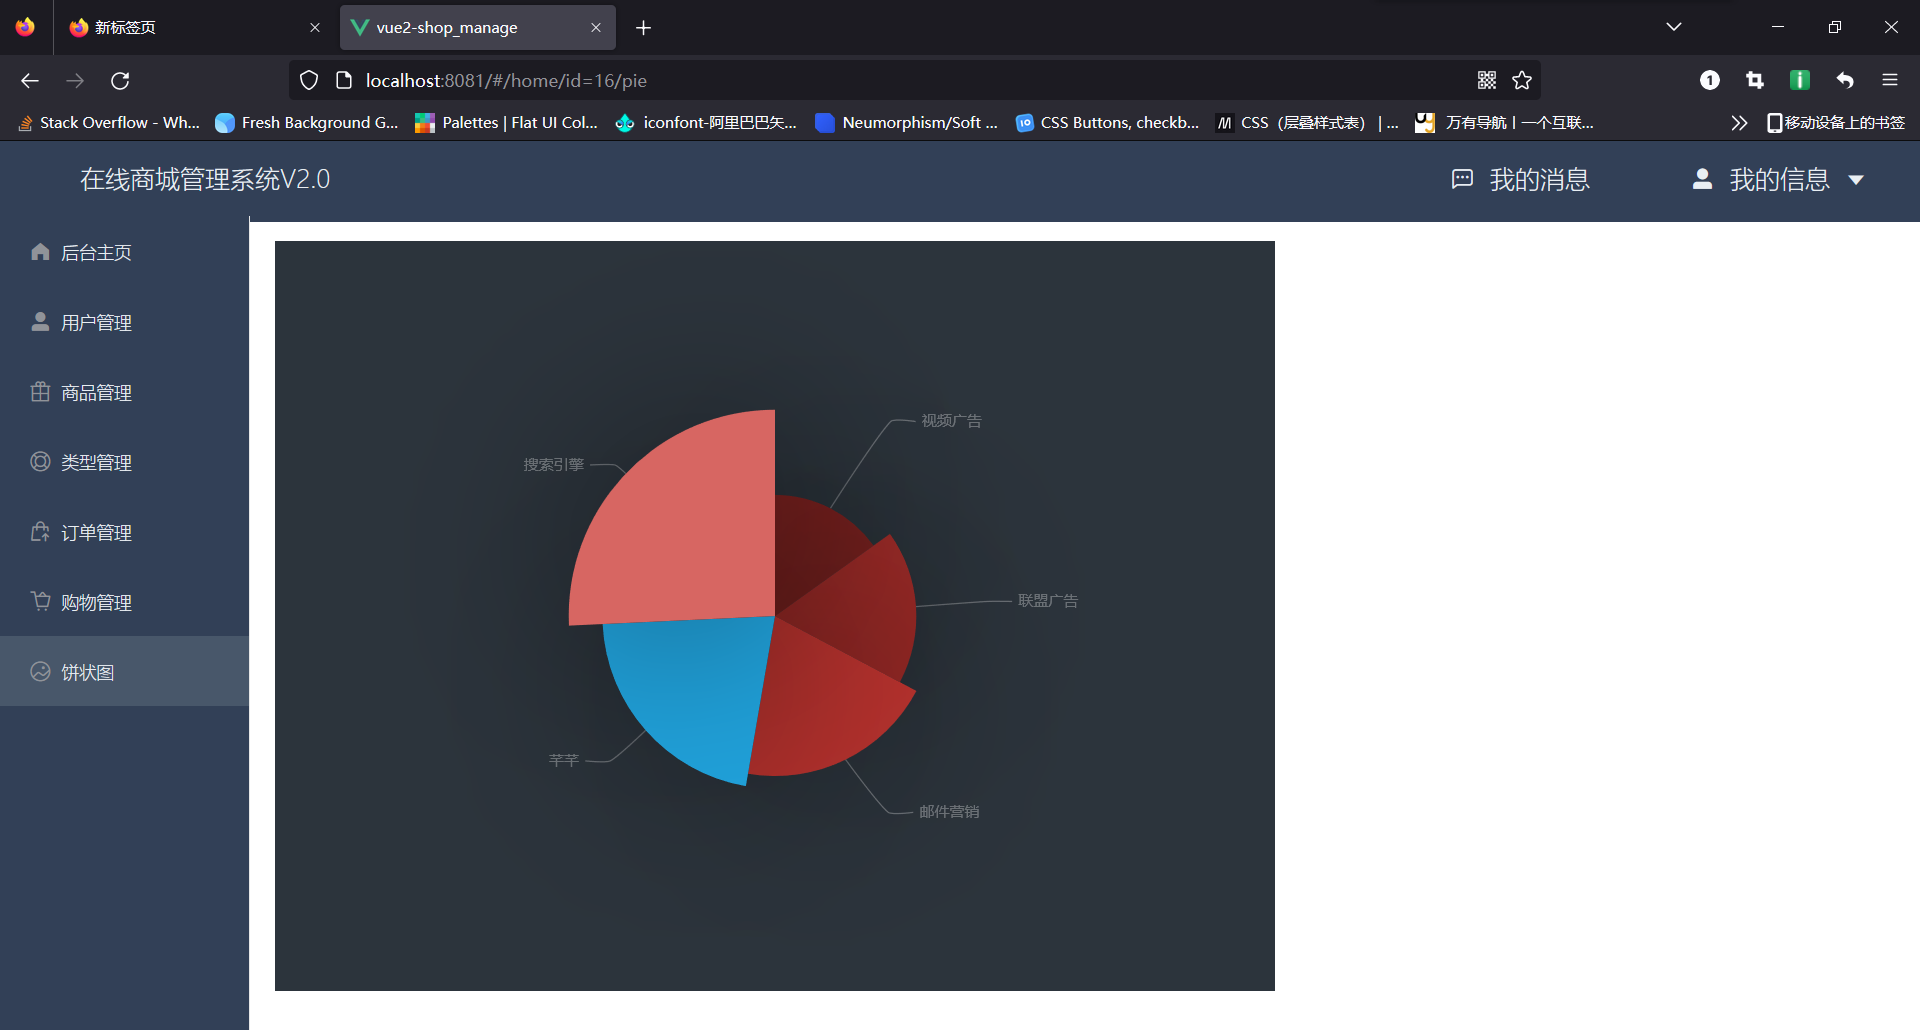 新标签页
vue2-shop_manage
localhost:8081/#/home/id=16/pie
1
Stack Overflow - Wh...
Fresh Background G...
Palettes | Flat UI Col...
iconfont-阿里巴巴矢...
Neumorphism/Soft ...
CSS Buttons, checkb...
CSS（层叠样式表） | ...
万有导航丨一个互联...
移动设备上的书签
在线商城管理系统V2.0
我的消息
我的信息
后台主页
用户管理
商品管理
类型管理
订单管理
购物管理
饼状图
视频广告
搜索引擎
联盟广告
芊芊
邮件营销